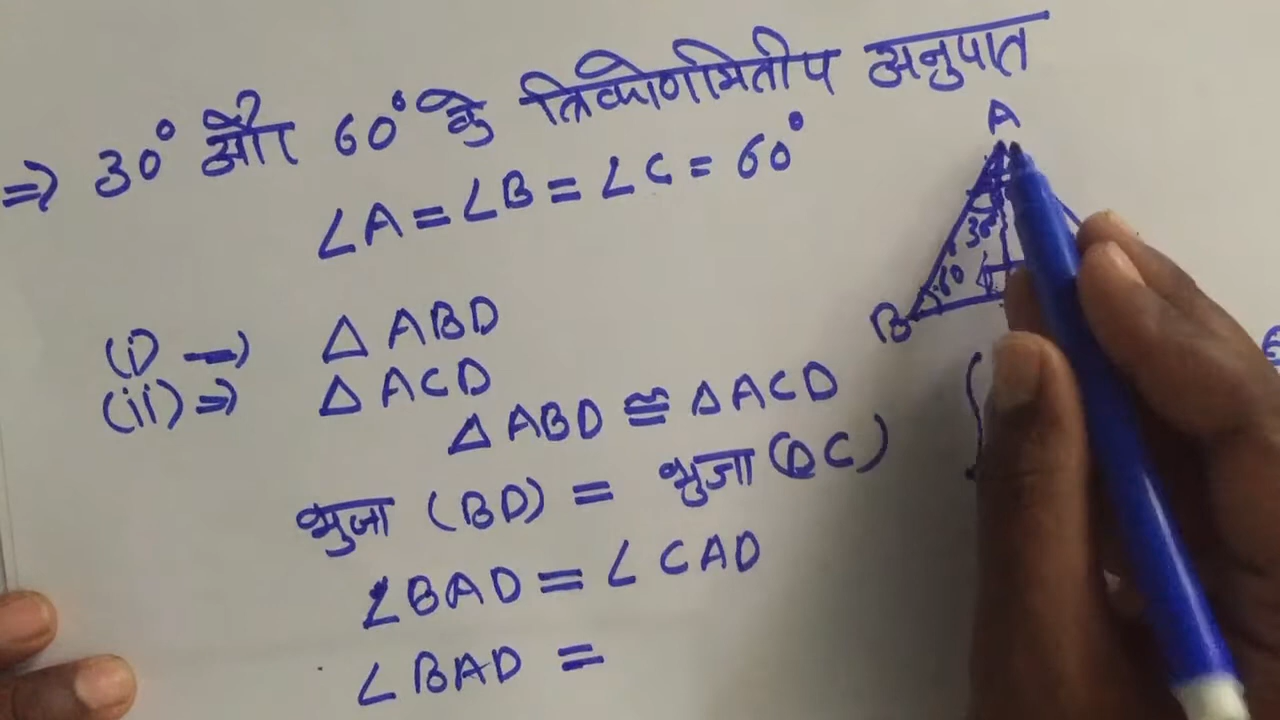 ⇒ 30° और 60° के त्रिकोणमितीय अनुपात
∠A = ∠B = ∠C = 60°
A
30°
60°
B
(i) → △ ABD
(ii) ⇒ △ ACD
△ ABD ≅ △ ACD
भुजा (BD) = भुजा (DC)
∠BAD = ∠CAD
∠BAD =